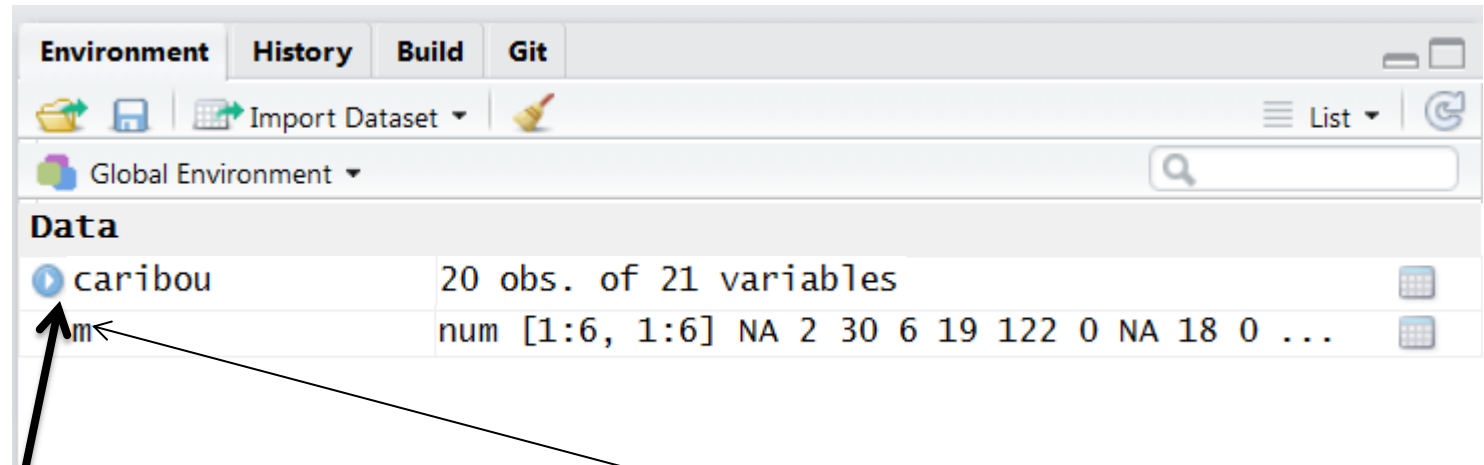 Environment History Build Git
Import Dataset List
Global Environment
Data
caribou 20 obs. of 21 variables
m num [1:6, 1:6] NA 2 30 6 19 122 0 NA 18 0 ...